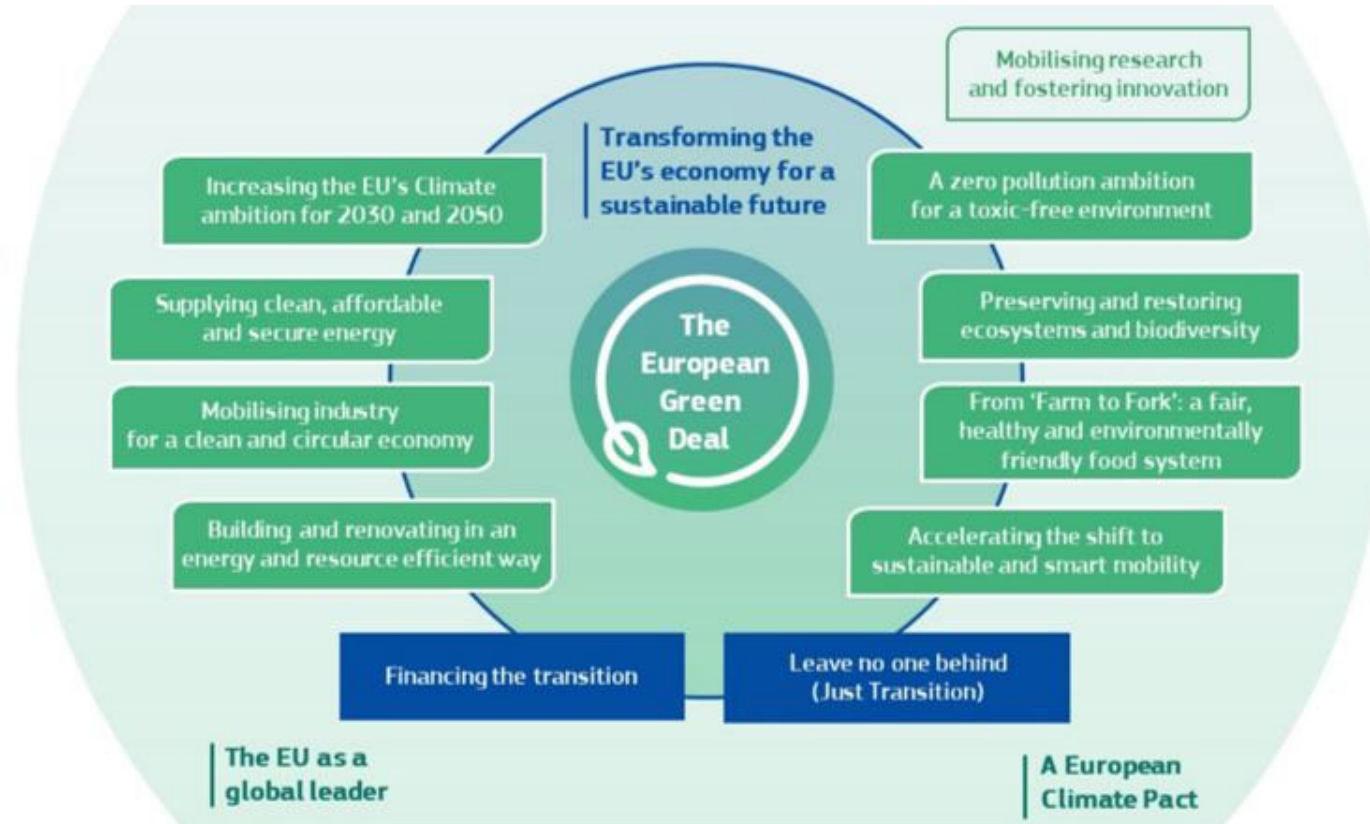 Mobilising research
and fostering innovation
Transforming the
EU's economy for a
sustainable future
Increasing the EU's Climate
ambition for 2030 and 2050
A zero pollution ambition
for a toxic-free environment
Supplying clean, affordable
and secure energy
Preserving and restoring
ecosystems and biodiversity
The
European
Green
Deal
Mobilising industry
for a clean and circular economy
From 'Farm to Fork': a fair,
healthy and environmentally
friendly food system
Building and renovating in an
energy and resource efficient way
Accelerating the shift to
sustainable and smart mobility
Financing the transition
Leave no one behind
(Just Transition)
The EU as a
global leader
A European
Climate Pact